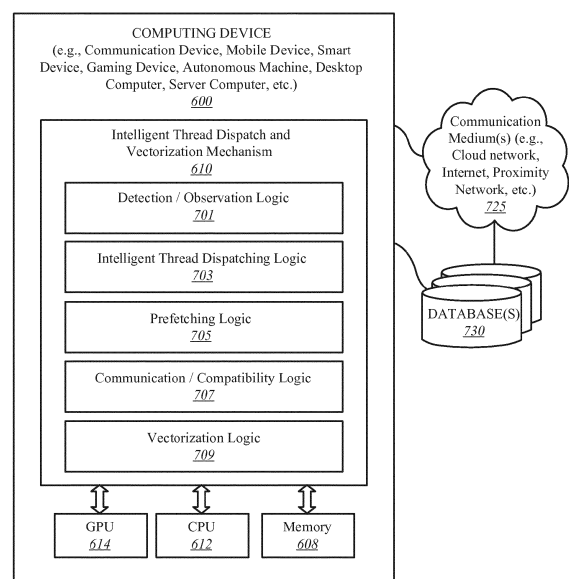 COMPUTING DEVICE
(e.g., Communication Device, Mobile Device, Smart
Device, Gaming Device, Autonomous Machine, Desktop
Computer, Server Computer, etc.)
600
Intelligent Thread Dispatch and
Vectorization Mechanism
610
Detection / Observation Logic
701
Intelligent Thread Dispatching Logic
703
Prefetching Logic
705
Communication / Compatibility Logic
707
Vectorization Logic
709
GPU
614
CPU
612
Memory
608
Communication
Medium(s) (e.g.,
Cloud network,
Internet, Proximity
Network, etc.)
725
DATABASE(S)
730